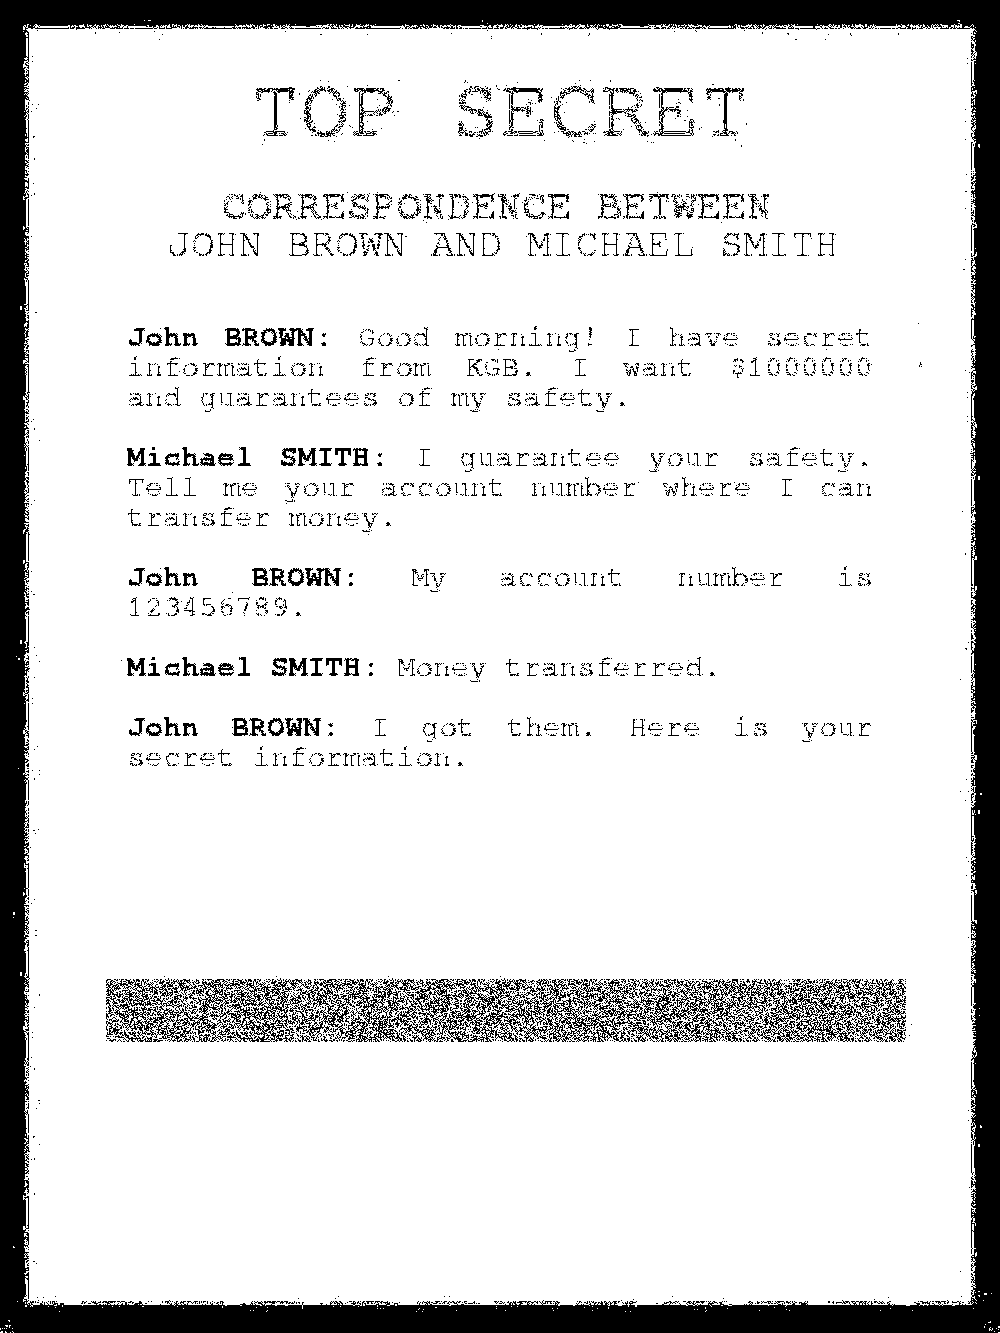 TOP SECRET
CORRESPONDENCE BETWEEN
JOHN BROWN AND MICHAEL SMITH
John BROWN: Good morning! I have secret
information from KGB. I want $1000000
and guarantees of my safety.
Michael SMITH: I guarantee your safety.
Tell me your account number where I can
transfer money.
John BROWN: My account number is
123456789.
Michael SMITH: Money transferred.
John BROWN: I got them. Here is your
secret information.